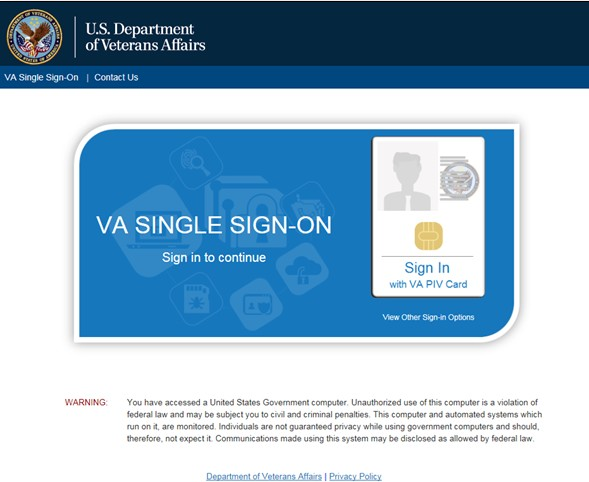 U.S. Department
of Veterans Affairs
VA Single Sign-On | Contact Us
VA SINGLE SIGN-ON
Sign in to continue
Sign In
with VA PIV Card
View Other Sign-in Options
WARNING: You have accessed a United States Government computer. Unauthorized use of this computer is a violation of
federal law and may be subject you to civil and criminal penalties. This computer and automated systems which
run on it, are monitored. Individuals are not guaranteed privacy while using government computers and should,
therefore, not expect it. Communications made using this system may be disclosed as allowed by federal law.
Department of Veterans Affairs | Privacy Policy